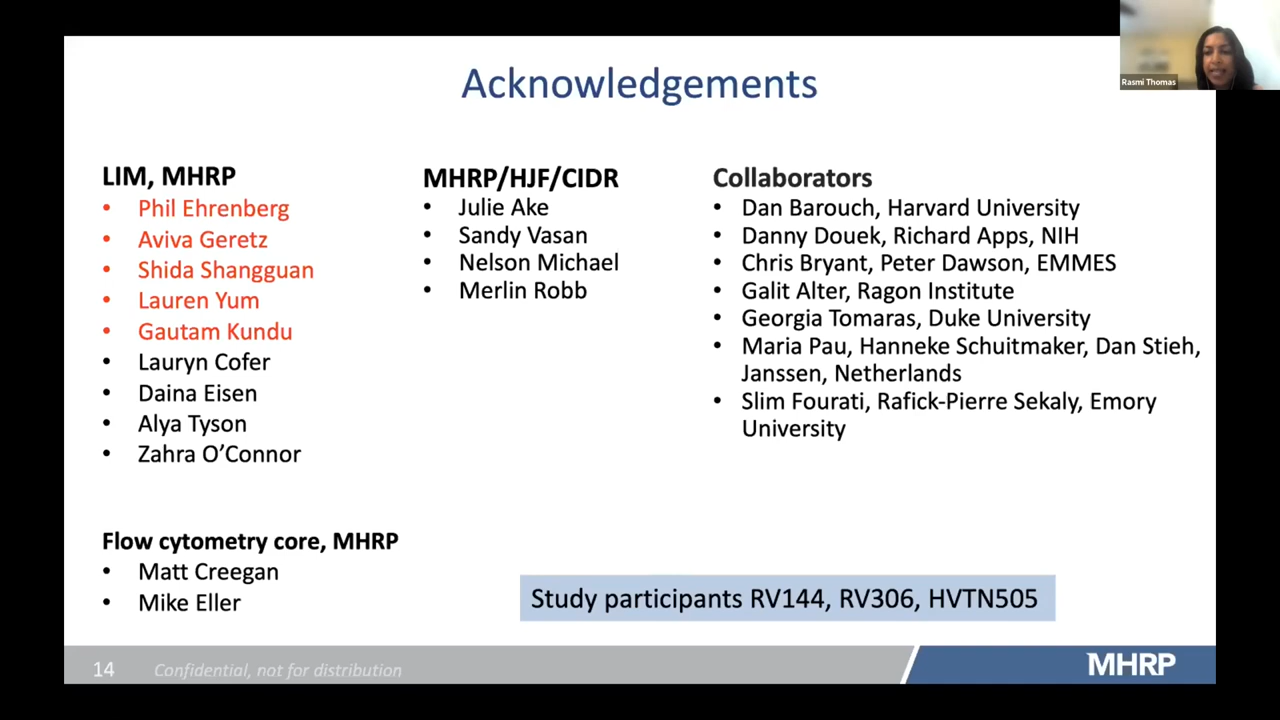 Acknowledgements
Rasmi Thomas
LIM, MHRP
• Phil Ehrenberg
• Aviva Geretz
• Shida Shangguan
• Lauren Yum
• Gautam Kundu
• Lauryn Cofer
• Daina Eisen
• Alya Tyson
• Zahra O’Connor
Flow cytometry core, MHRP
• Matt Creegan
• Mike Eller
MHRP/HJF/CIDR
• Julie Ake
• Sandy Vasan
• Nelson Michael
• Merlin Robb
Collaborators
• Dan Barouch, Harvard University
• Danny Douek, Richard Apps, NIH
• Chris Bryant, Peter Dawson, EMMES
• Galit Alter, Ragon Institute
• Georgia Tomaras, Duke University
• Maria Pau, Hanneke Schuitmaker, Dan Stieh,
Janssen, Netherlands
• Slim Fourati, Rafick-Pierre Sekaly, Emory
University
Study participants RV144, RV306, HVTN505
14
Confidential, not for distribution
MHRP